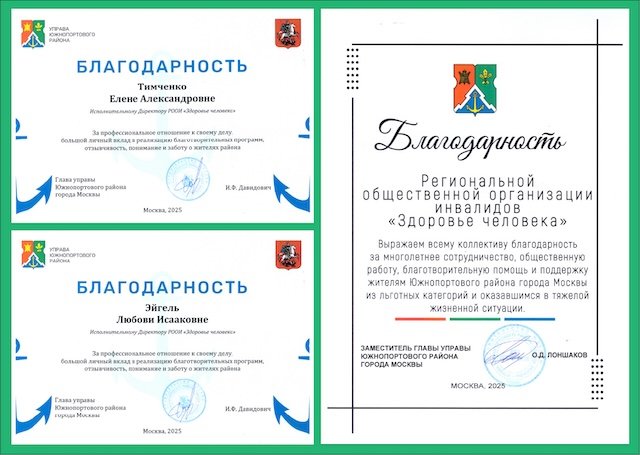 УПРАВА
ЮЖНОПОРТОВОГО
РАЙОНА
БЛАГОДАРНОСТЬ
Тимченко
Елене Александровне
Исполнительному Директору РООИ «Здоровье человека»
За профессиональное отношение к своему делу,
большой личный вклад в реализацию благотворительных программ,
отзывчивость, понимание и заботу о жителях района
Глава управы
Южнопортового района
города Москвы
И.Ф. Давидович
Москва, 2025
УПРАВА
ЮЖНОПОРТОВОГО
РАЙОНА
БЛАГОДАРНОСТЬ
Эйгель
Любови Исааковне
Исполнительному Директору РООИ «Здоровье человека»
За профессиональное отношение к своему делу,
большой личный вклад в реализацию благотворительных программ,
отзывчивость, понимание и заботу о жителях района
Глава управы
Южнопортового района
города Москвы
И.Ф. Давидович
Москва, 2025
Благодарность
Региональной
общественной организации
инвалидов
«Здоровье человека»
Выражаем всему коллективу благодарность
за многолетнее сотрудничество, общественную
работу, благотворительную помощь и поддержку
жителям Южнопортового района города Москвы
из льготных категорий и оказавшимся в тяжелой
жизненной ситуации.
ЗАМЕСТИТЕЛЬ ГЛАВЫ УПРАВЫ
ЮЖНОПОРТОВОГО РАЙОНА
ГОРОДА МОСКВЫ
О.Д. ЛОНШАКОВ
МОСКВА, 2025